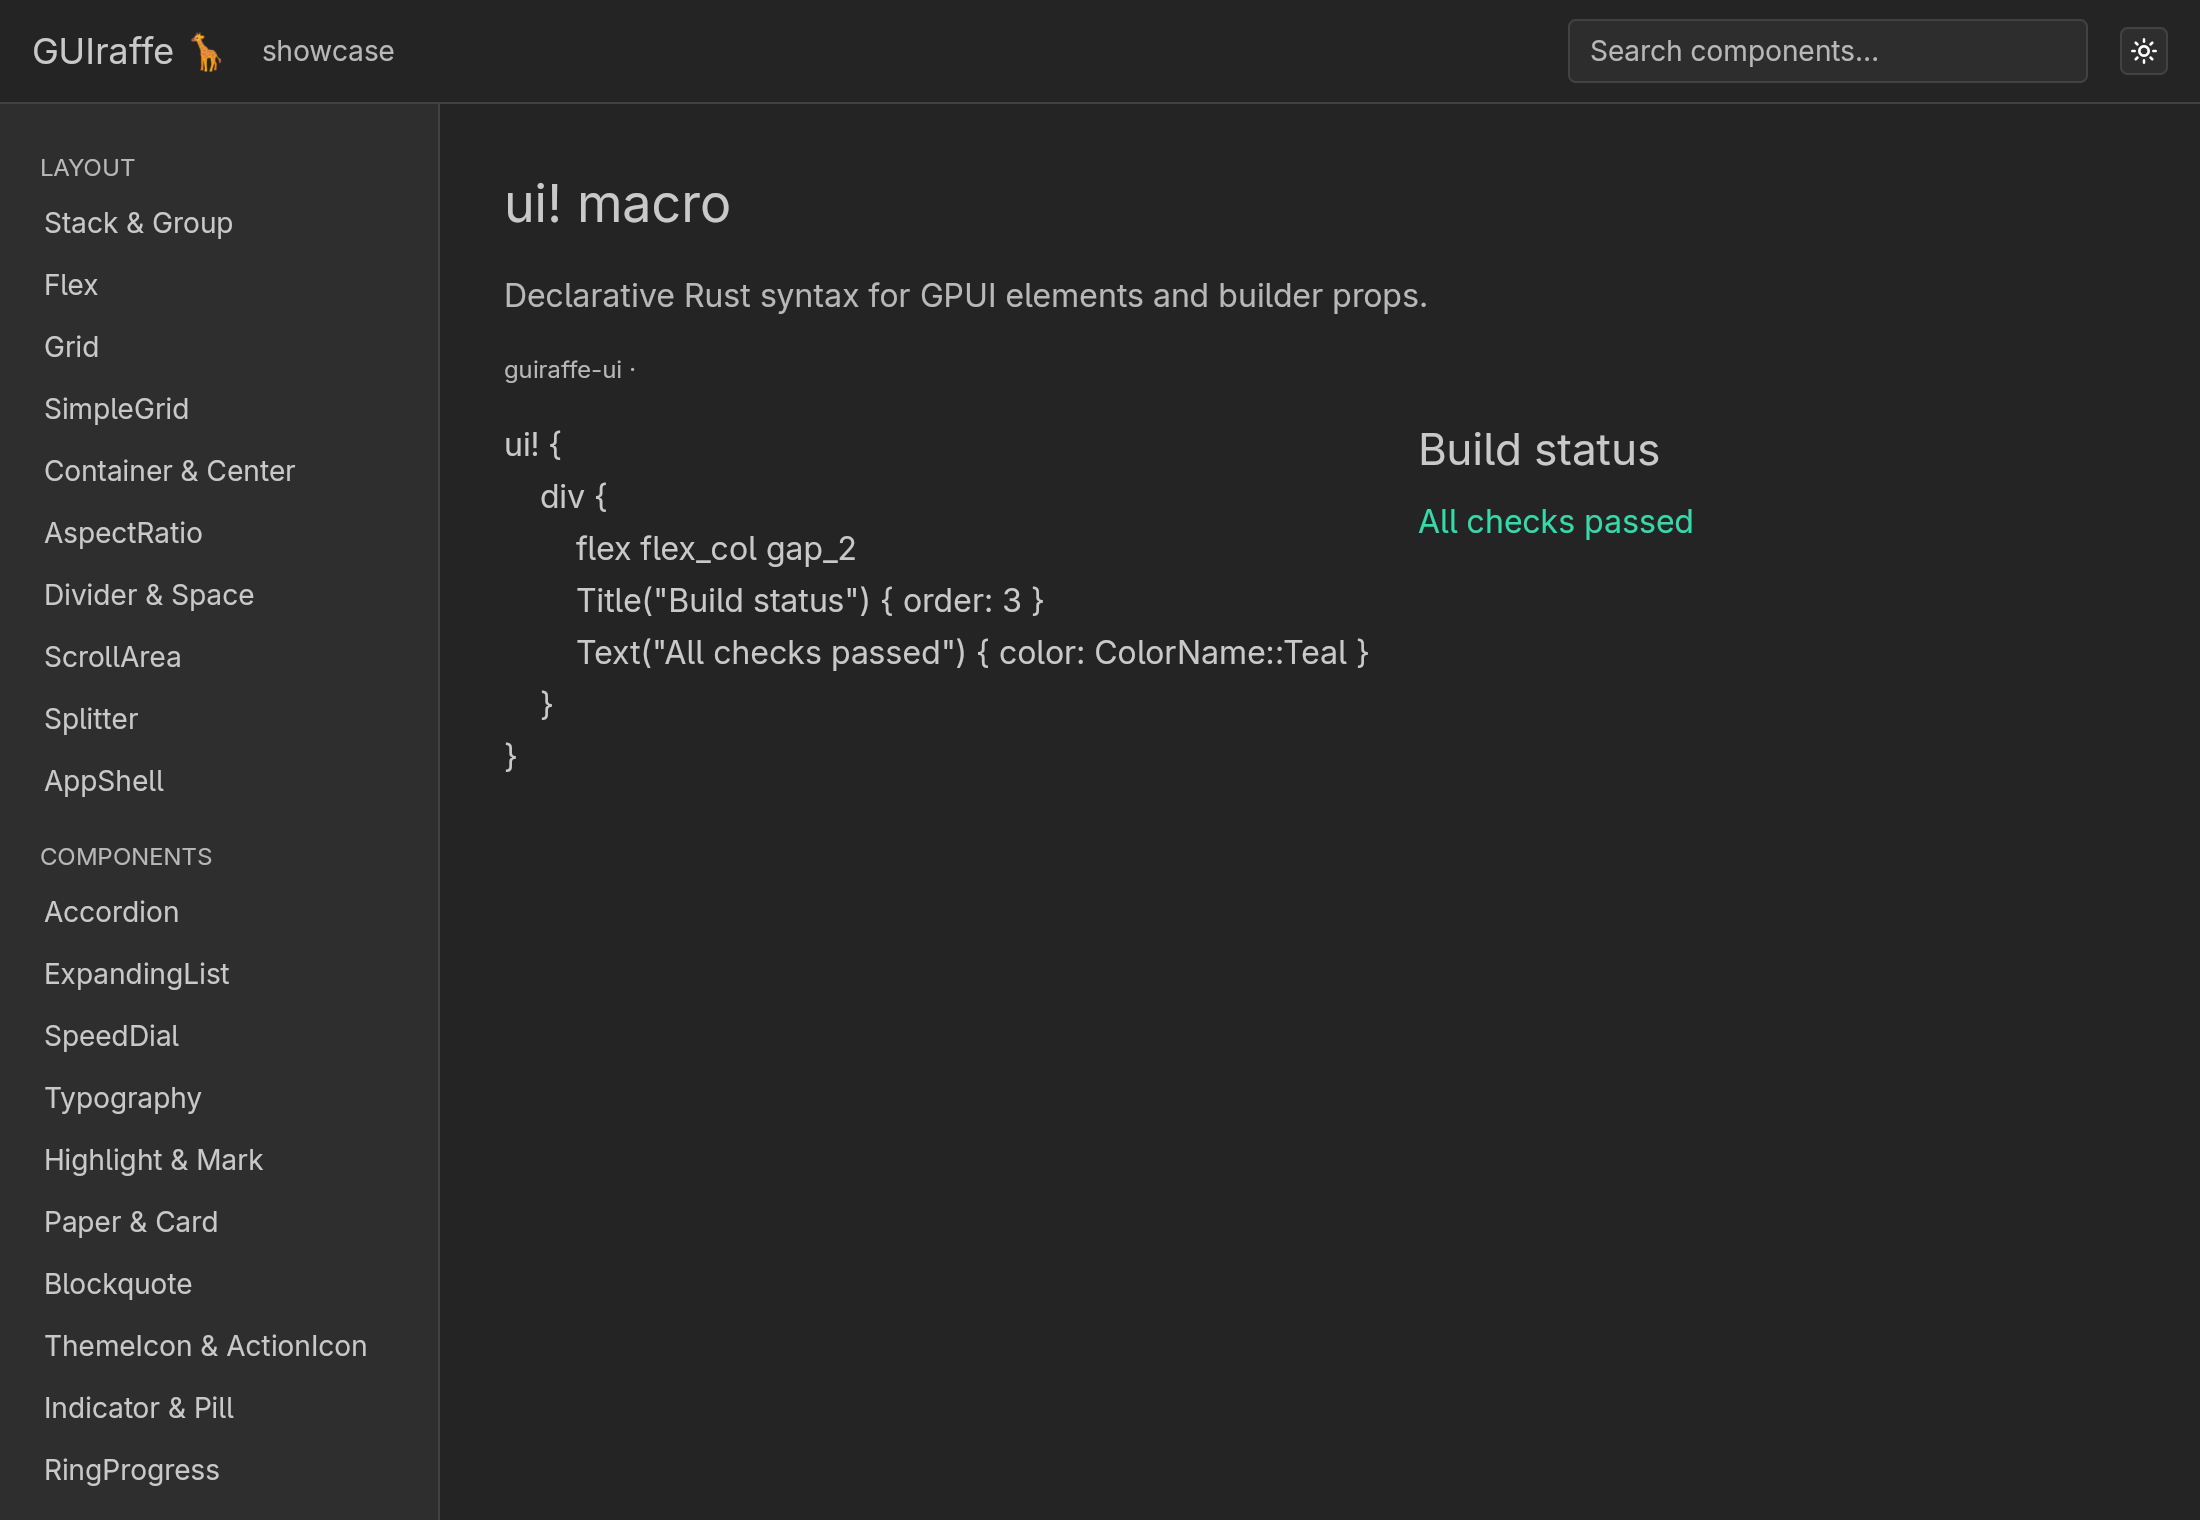 GUIraffe 🦒 showcase Search components...
LAYOUT
Stack & Group
Flex
Grid
SimpleGrid
Container & Center
AspectRatio
Divider & Space
ScrollArea
Splitter
AppShell
COMPONENTS
Accordion
ExpandingList
SpeedDial
Typography
Highlight & Mark
Paper & Card
Blockquote
ThemeIcon & ActionIcon
Indicator & Pill
RingProgress
ui! macro
Declarative Rust syntax for GPUI elements and builder props.
guiraffe-ui ·
ui! {
    div {
        flex flex_col gap_2
        Title("Build status") { order: 3 }
        Text("All checks passed") { color: ColorName::Teal }
    }
}
Build status
All checks passed